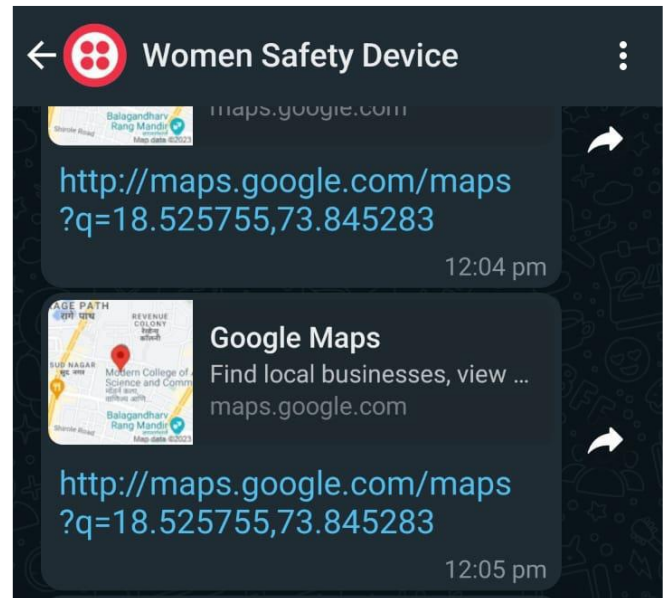 Women Safety Device
maps.google.com
Balagandharv
Rang Mandir
Shirole Road
Map data ©2023
http://maps.google.com/maps
?q=18.525755,73.845283
12:04 pm
AGE PATH
REVENUE
COLONY
रेव्हेन्यू
कॉलनी
Google Maps
Find local businesses, view ...
maps.google.com
UD NAGAR
सुद नगर
Modern College of
Science and Comm
Balagandharv
Rang Mandir
Shirole Road
Map data ©2023
http://maps.google.com/maps
?q=18.525755,73.845283
12:05 pm